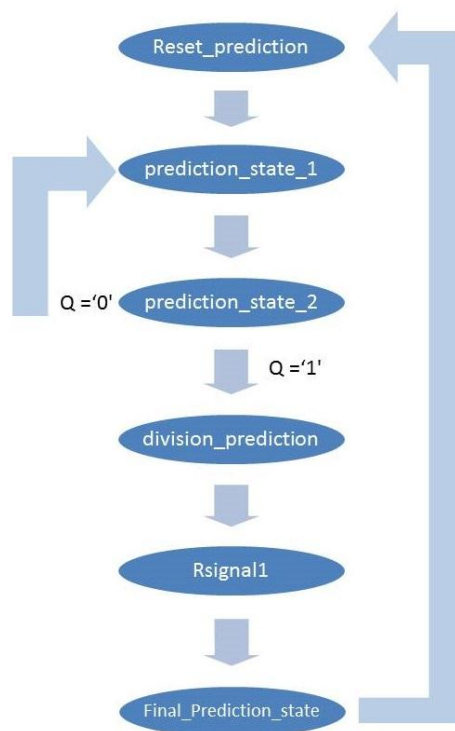 Reset_prediction
prediction_state_1
Q =‘0'
prediction_state_2
Q =‘1'
division_prediction
Rsignal1
Final_Prediction_state